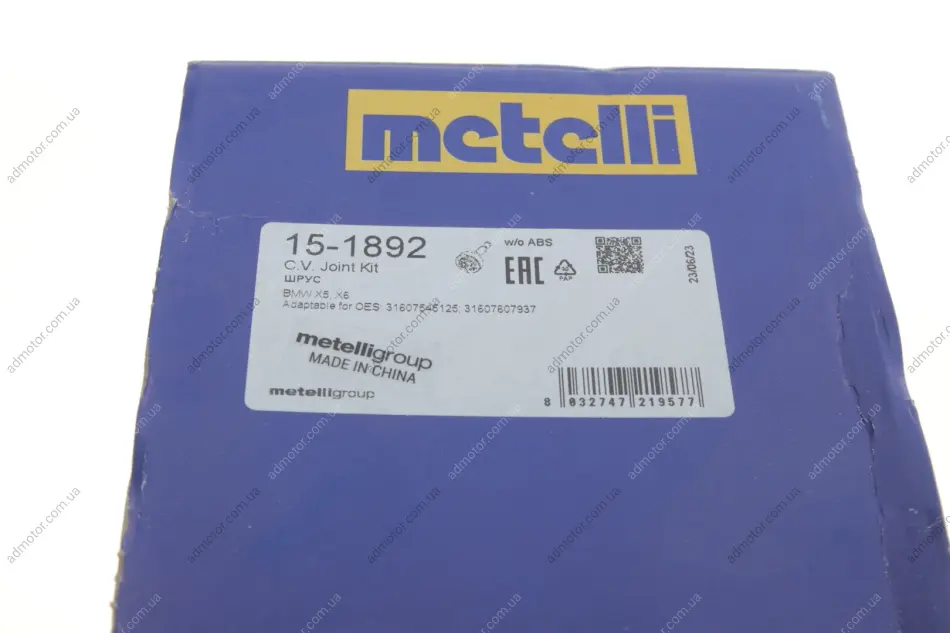 metelli
15-1892
w/o ABS
C.V. Joint Kit
ШРУС
EAC
PAP
23/06/23
BMW X5, X6
Adaptable for OES: 31607545125; 31607607937
metelligroup
MADE IN CHINA
metelligroup
8 032747 219577
admotor.com.ua